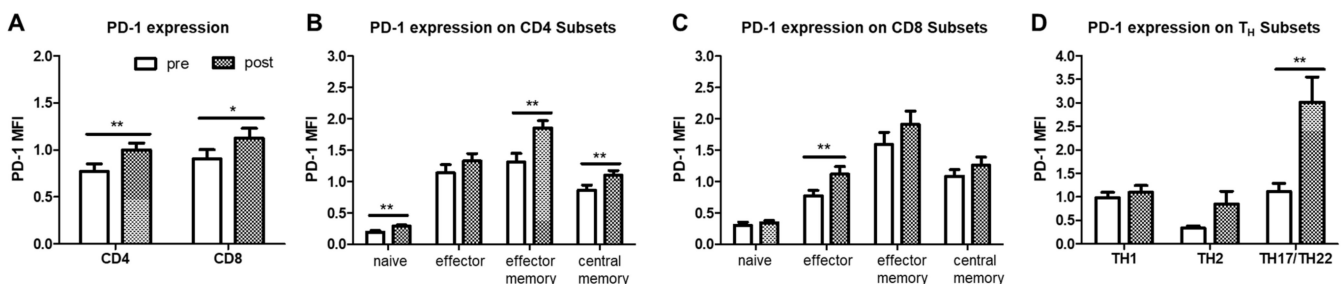 A
PD-1 expression
PD-1 MFI
2.0
1.5
1.0
0.5
0.0
pre
post
**
*
CD4
CD8
B
PD-1 expression on CD4 Subsets
PD-1 MFI
3.0
2.5
2.0
1.5
1.0
0.5
0.0
**
**
**
naive
effector
effector
memory
central
memory
C
PD-1 expression on CD8 Subsets
PD-1 MFI
3.0
2.5
2.0
1.5
1.0
0.5
0.0
**
naive
effector
effector
memory
central
memory
D
PD-1 expression on TH Subsets
PD-1 MFI
4.0
3.5
3.0
2.5
2.0
1.5
1.0
0.5
0.0
**
TH1
TH2
TH17/TH22